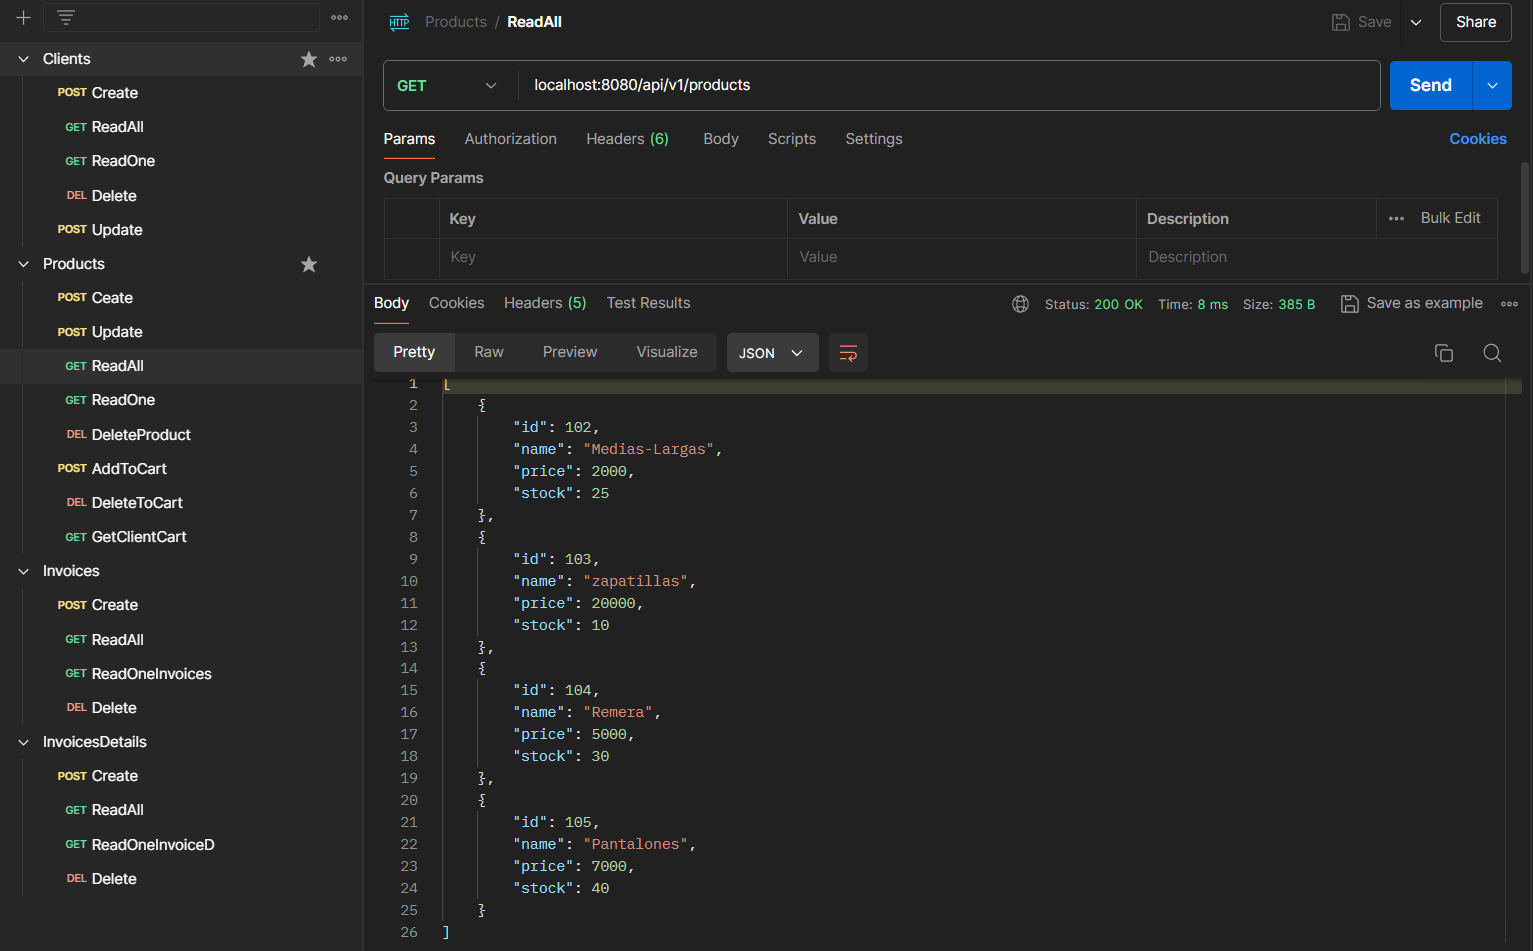 Clients
POST Create
GET ReadAll
GET ReadOne
DEL Delete
POST Update
Products
POST Ceate
POST Update
GET ReadAll
GET ReadOne
DEL DeleteProduct
POST AddToCart
DEL DeleteToCart
GET GetClientCart
Invoices
POST Create
GET ReadAll
GET ReadOneInvoices
DEL Delete
InvoicesDetails
POST Create
GET ReadAll
GET ReadOneInvoiceD
DEL Delete
HTTP Products / ReadAll Save Share
GET localhost:8080/api/v1/products Send
Params Authorization Headers (6) Body Scripts Settings Cookies
Query Params
Key Value Description Bulk Edit
Key Value Description
Body Cookies Headers (5) Test Results Status: 200 OK Time: 8 ms Size: 385 B Save as example
Pretty Raw Preview Visualize JSON
1 [
2 {
3 "id": 102,
4 "name": "Medias-Largas",
5 "price": 2000,
6 "stock": 25
7 },
8 {
9 "id": 103,
10 "name": "zapatillas",
11 "price": 20000,
12 "stock": 10
13 },
14 {
15 "id": 104,
16 "name": "Remera",
17 "price": 5000,
18 "stock": 30
19 },
20 {
21 "id": 105,
22 "name": "Pantalones",
23 "price": 7000,
24 "stock": 40
25 }
26 ]